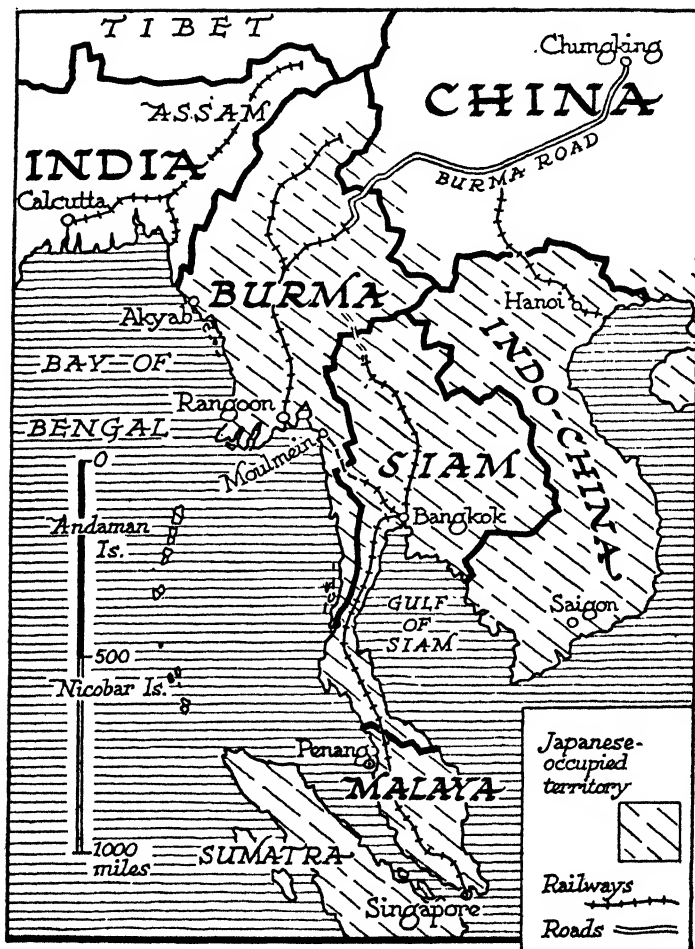 TIBET
Chungking
ASSAM
CHINA
INDIA
BURMA ROAD
Calcutta
BURMA
Hanoi
Akyab
INDO-CHINA
BAY OF
BENGAL
Rangoon
Moulmein
SIAM
0
Bangkok
Andaman
Is.
GULF
OF
SIAM
Saigon
500
Nicobar Is.
Penang
MALAYA
Japanese-
occupied
territory
1000
miles
SUMATRA
Singapore
Railways
Roads